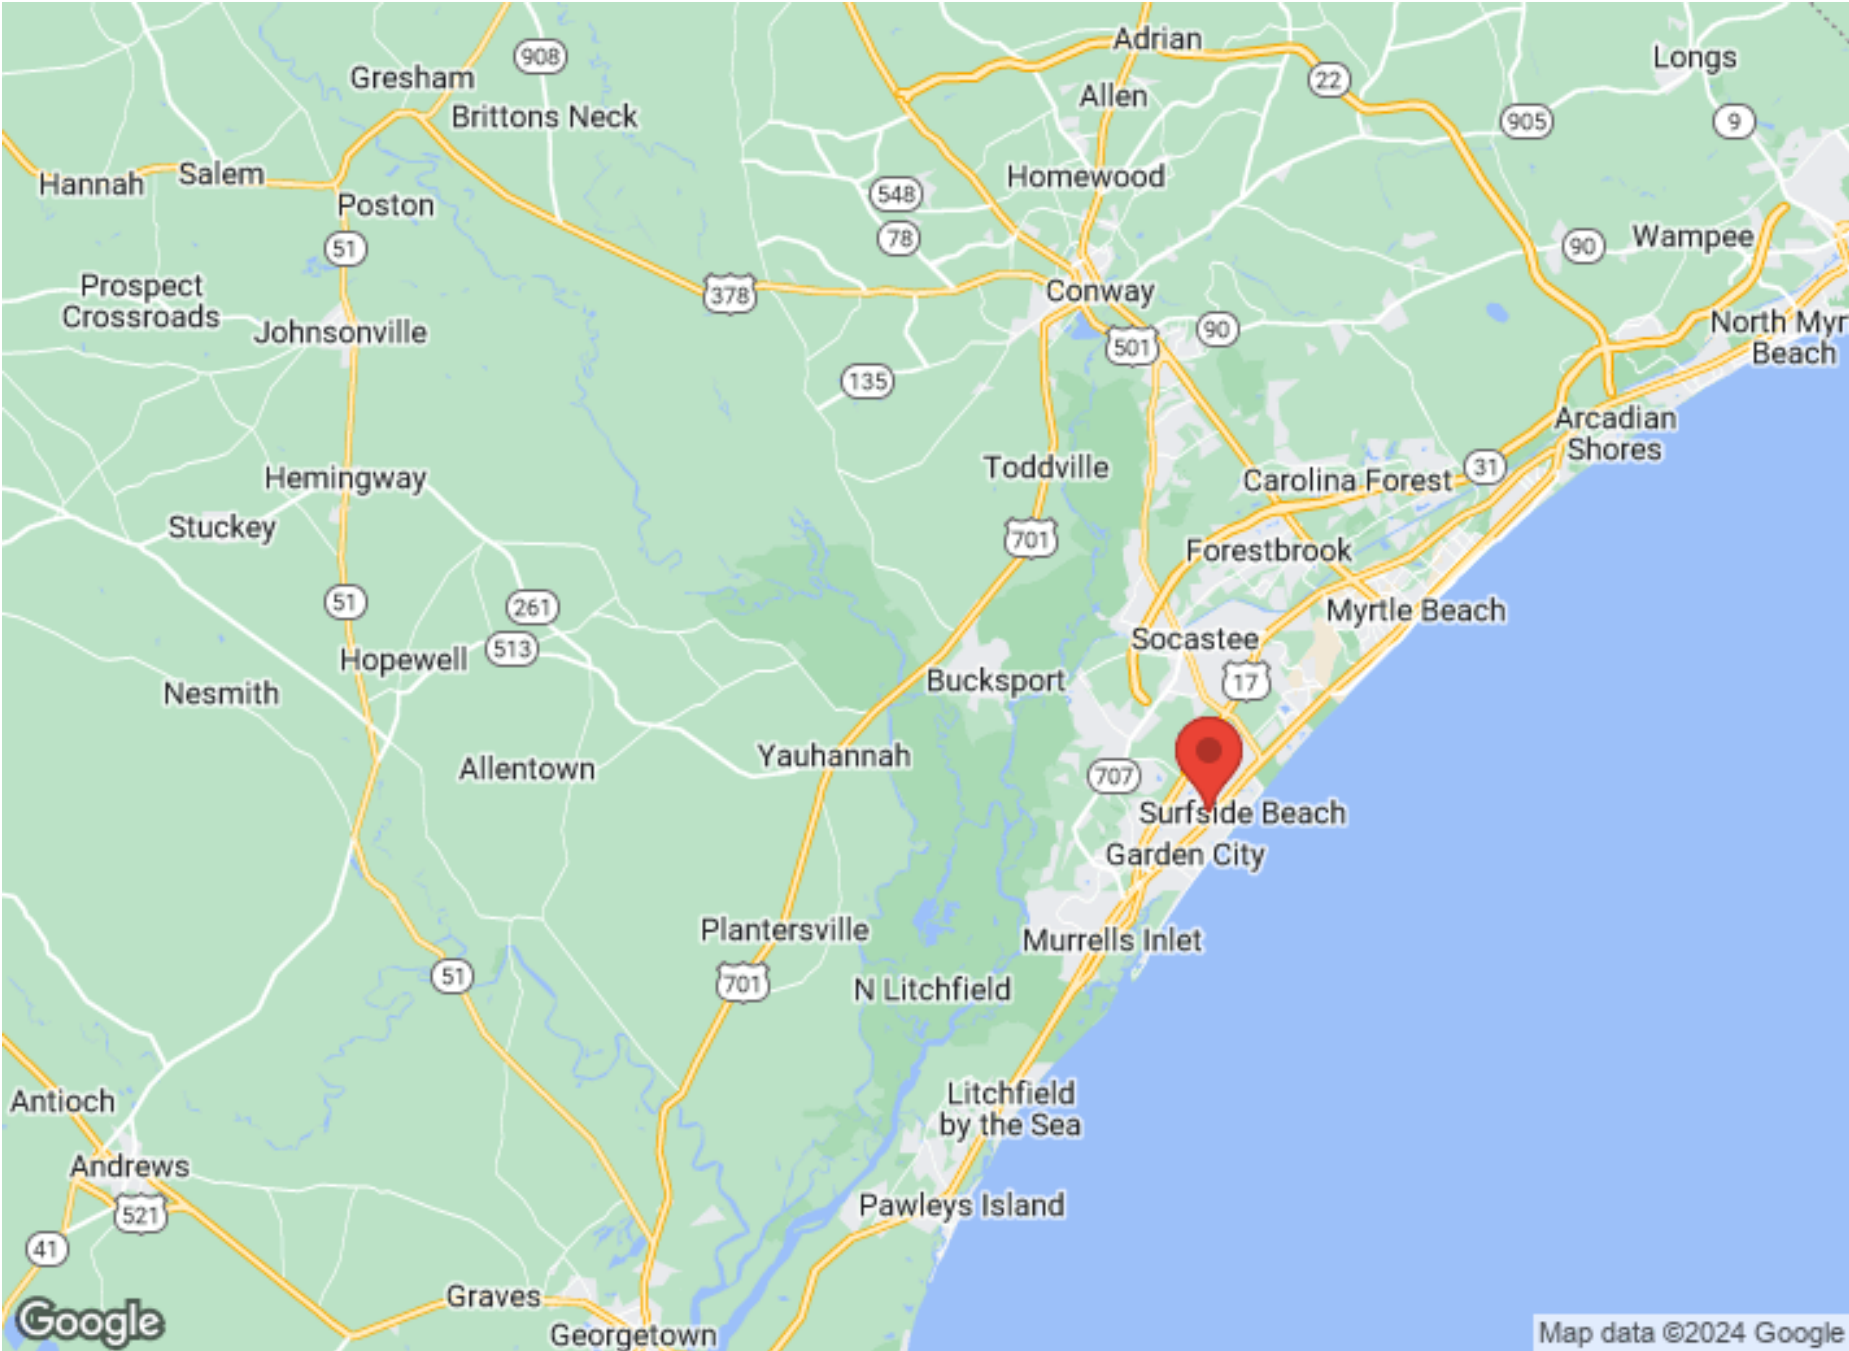 Adrian
Longs
908
Gresham
22
Allen
Brittons Neck
905
9
Hannah
Salem
Homewood
548
Poston
78
51
90
Wampee
Prospect
Crossroads
378
Conway
Johnsonville
501
90
North Myr
Beach
135
Arcadian
Shores
Toddville
31
Carolina Forest
Hemingway
Stuckey
701
Forestbrook
51
261
Myrtle Beach
513
Socastee
Hopewell
Bucksport
17
Nesmith
Yauhannah
Allentown
707
Surfside Beach
Garden City
Plantersville
Murrells Inlet
51
701
N Litchfield
Antioch
Litchfield
by the Sea
Andrews
521
Pawleys Island
41
Graves
Google
Georgetown
Map data ©2024 Google